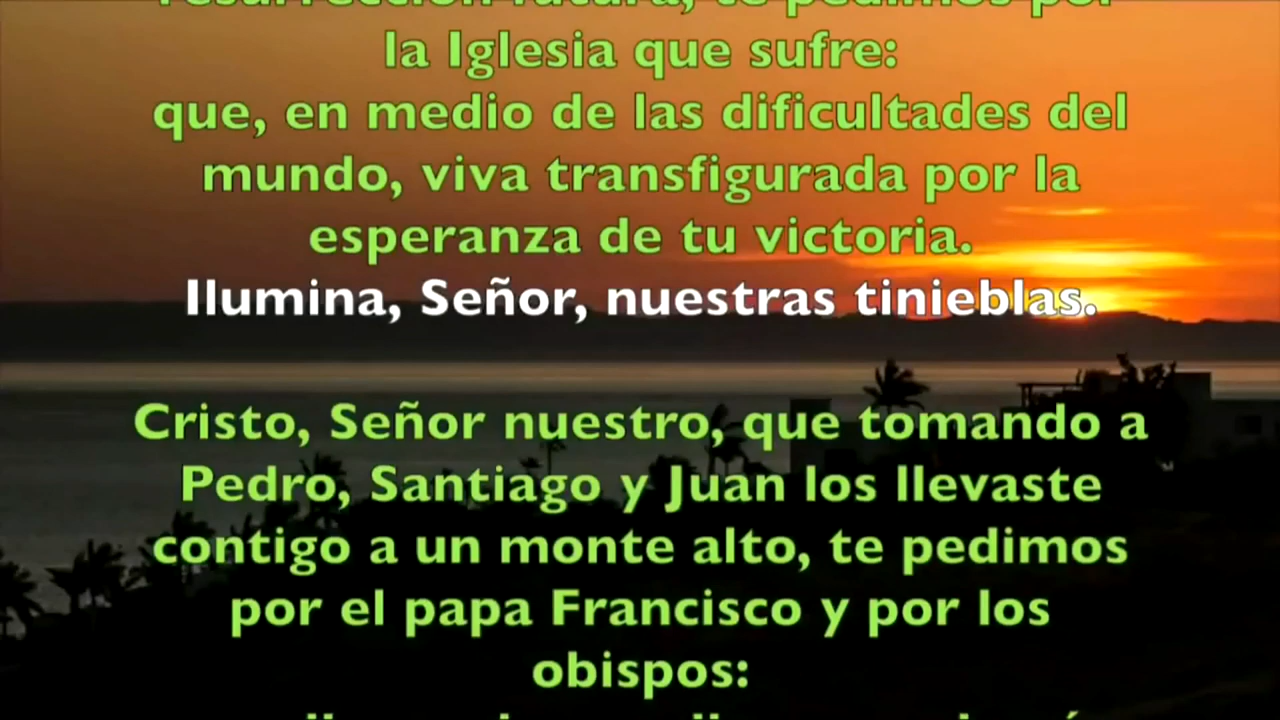 resurrección futura, te pedimos por
la Iglesia que sufre:
que, en medio de las dificultades del
mundo, viva transfigurada por la
esperanza de tu victoria.
Ilumina, Señor, nuestras tinieblas.
Cristo, Señor nuestro, que tomando a
Pedro, Santiago y Juan los llevaste
contigo a un monte alto, te pedimos
por el papa Francisco y por los
obispos: